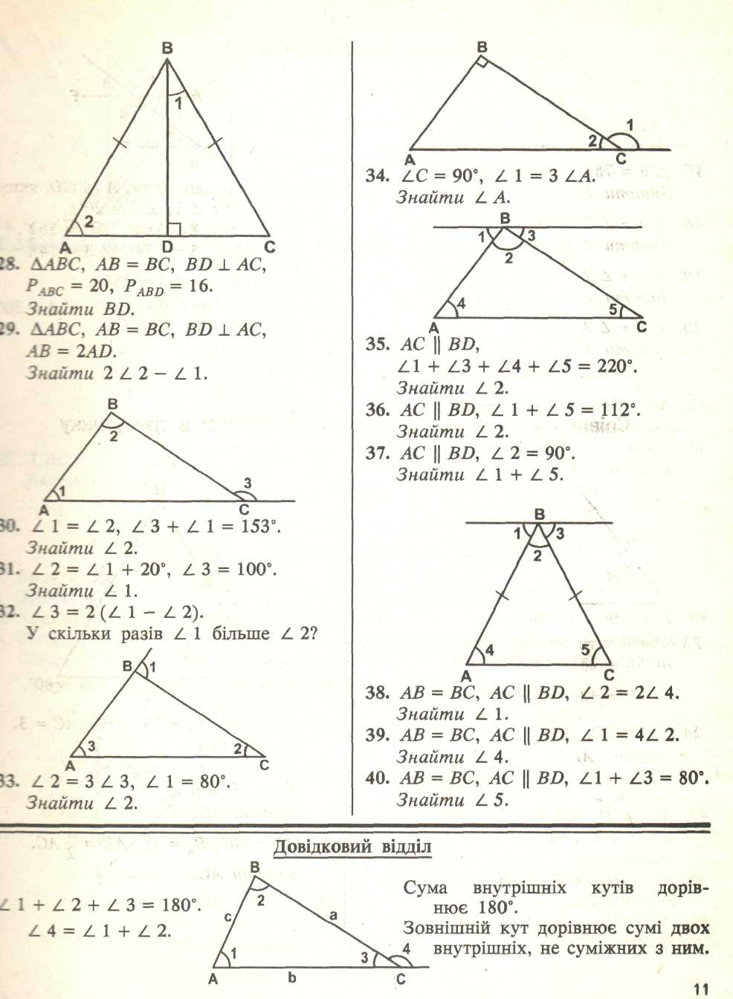 B
1
2
A D C
28. △ABC, AB = BC, BD ⊥ AC,
P_ABC = 20, P_ABD = 16.
Знайти BD.
29. △ABC, AB = BC, BD ⊥ AC,
AB = 2AD.
Знайти 2 ∠ 2 − ∠ 1.
B
2
1
3
A C
30. ∠ 1 = ∠ 2, ∠ 3 + ∠ 1 = 153°.
Знайти ∠ 2.
31. ∠ 2 = ∠ 1 + 20°, ∠ 3 = 100°.
Знайти ∠ 1.
32. ∠ 3 = 2 (∠ 1 − ∠ 2).
У скільки разів ∠ 1 більше ∠ 2?
B 1
3 2
A C
33. ∠ 2 = 3 ∠ 3, ∠ 1 = 80°.
Знайти ∠ 2.
B
1
2
A C
34. ∠C = 90°, ∠ 1 = 3 ∠A.
Знайти ∠ A.
B
1 3
2
4 5
A C
35. AC || BD,
∠1 + ∠3 + ∠4 + ∠5 = 220°.
Знайти ∠ 2.
36. AC || BD, ∠ 1 + ∠ 5 = 112°.
Знайти ∠ 2.
37. AC || BD, ∠ 2 = 90°.
Знайти ∠ 1 + ∠ 5.
B
1 3
2
4 5
A C
38. AB = BC, AC || BD, ∠ 2 = 2∠ 4.
Знайти ∠ 1.
39. AB = BC, AC || BD, ∠ 1 = 4∠ 2.
Знайти ∠ 4.
40. AB = BC, AC || BD, ∠1 + ∠3 = 80°.
Знайти ∠ 5.
Довідковий відділ
∠ 1 + ∠ 2 + ∠ 3 = 180°.
∠ 4 = ∠ 1 + ∠ 2.
B
2
c a
1 3 4
A b C
Сума внутрішніх кутів дорів-
нює 180°.
Зовнішній кут дорівнює сумі двох
внутрішніх, не суміжних з ним.
11